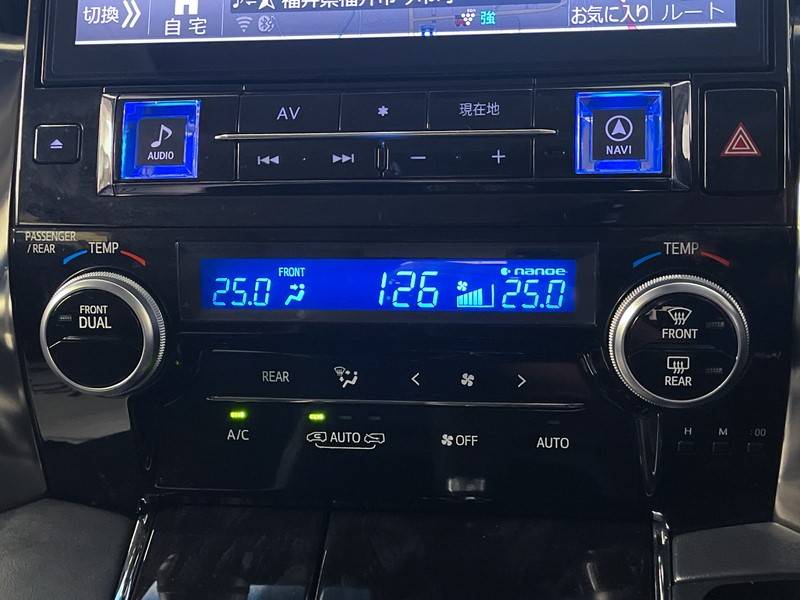 切換
自宅
強
お気に入り
ルート
AUDIO
AV
現在地
NAVI
PASSENGER
/ REAR
TEMP
FRONT
DUAL
25.0
FRONT
1:26
nanoe
25.0
TEMP
FRONT
REAR
REAR
A/C
AUTO
OFF
AUTO
H
M
:00